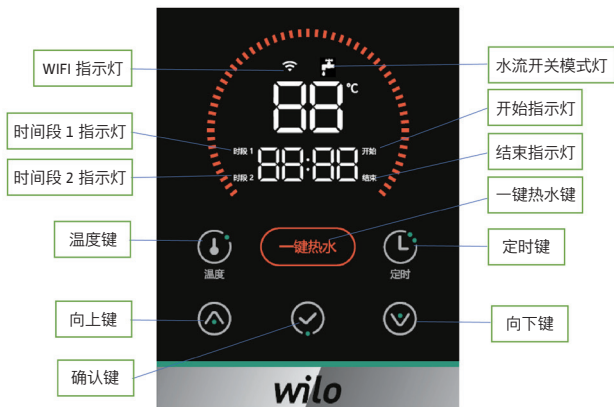 WIFI 指示灯
水流开关模式灯
88
℃
开始指示灯
时间段 1 指示灯
时段 1
88:88
开始
结束指示灯
时间段 2 指示灯
时段 2
结束
一键热水键
温度键
一键热水
定时键
温度
定时
向上键
向下键
确认键
wilo